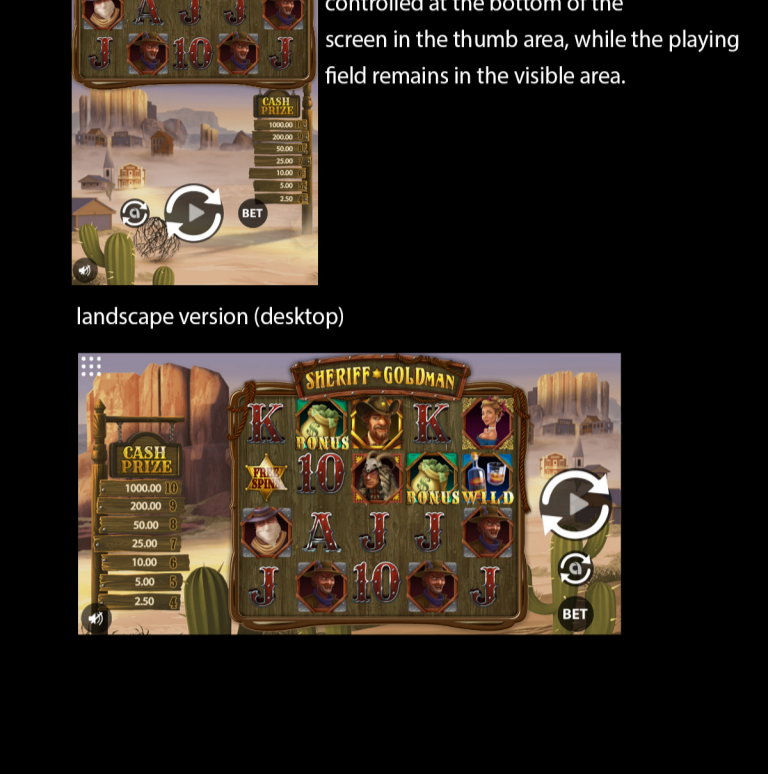 controlled at the bottom of the
screen in the thumb area, while the playing
field remains in the visible area.
A J J
J 10 J
CASH
PRIZE
1000.00 10
200.00
50.00
25.00
10.00
5.00
2.50
a
BET
landscape version (desktop)
SHERIFF GOLDMAN
K BONUS K
CASH
PRIZE
FREE
SPIN
10 BONUS WILD
1000.00 10
200.00 9
50.00 8
25.00 7
10.00 6
5.00 5
2.50 4
A J J
J 10 J
a
BET